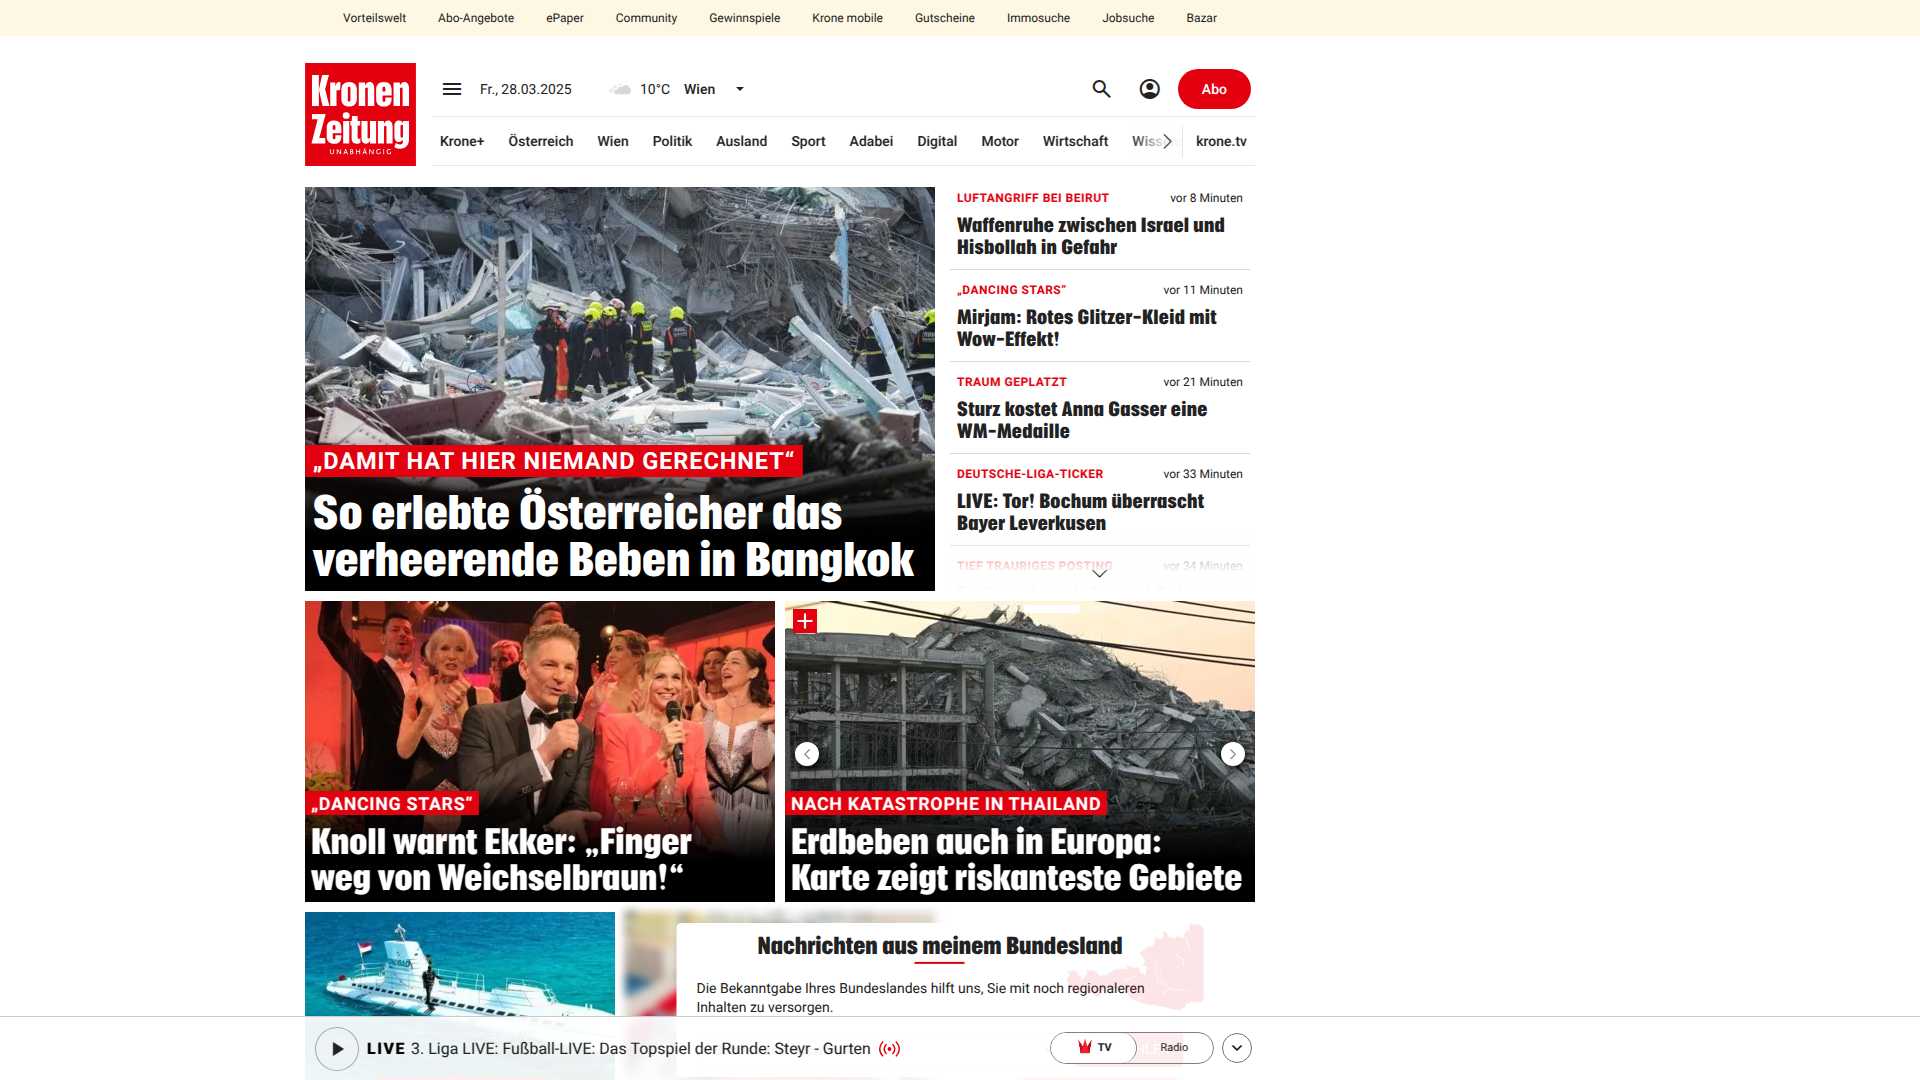 Vorteilswelt Abo-Angebote ePaper Community Gewinnspiele Krone mobile Gutscheine Immosuche Jobsuche Bazar
Kronen
Zeitung
UNABHÄNGIG
Fr., 28.03.2025 10°C Wien
Abo
Krone+ Österreich Wien Politik Ausland Sport Adabei Digital Motor Wirtschaft Wiss krone.tv
„DAMIT HAT HIER NIEMAND GERECHNET“
So erlebte Österreicher das
verheerende Beben in Bangkok
LUFTANGRIFF BEI BEIRUT vor 8 Minuten
Waffenruhe zwischen Israel und
Hisbollah in Gefahr
„DANCING STARS“ vor 11 Minuten
Mirjam: Rotes Glitzer-Kleid mit
Wow-Effekt!
TRAUM GEPLATZT vor 21 Minuten
Sturz kostet Anna Gasser eine
WM-Medaille
DEUTSCHE-LIGA-TICKER vor 33 Minuten
LIVE: Tor! Bochum überrascht
Bayer Leverkusen
TIEF TRAURIGES POSTING vor 34 Minuten
„DANCING STARS“
Knoll warnt Ekker: „Finger
weg von Weichselbraun!“
NACH KATASTROPHE IN THAILAND
Erdbeben auch in Europa:
Karte zeigt riskanteste Gebiete
Nachrichten aus meinem Bundesland
Die Bekanntgabe Ihres Bundeslandes hilft uns, Sie mit noch regionaleren
Inhalten zu versorgen.
LIVE 3. Liga LIVE: Fußball-LIVE: Das Topspiel der Runde: Steyr - Gurten
TV Radio